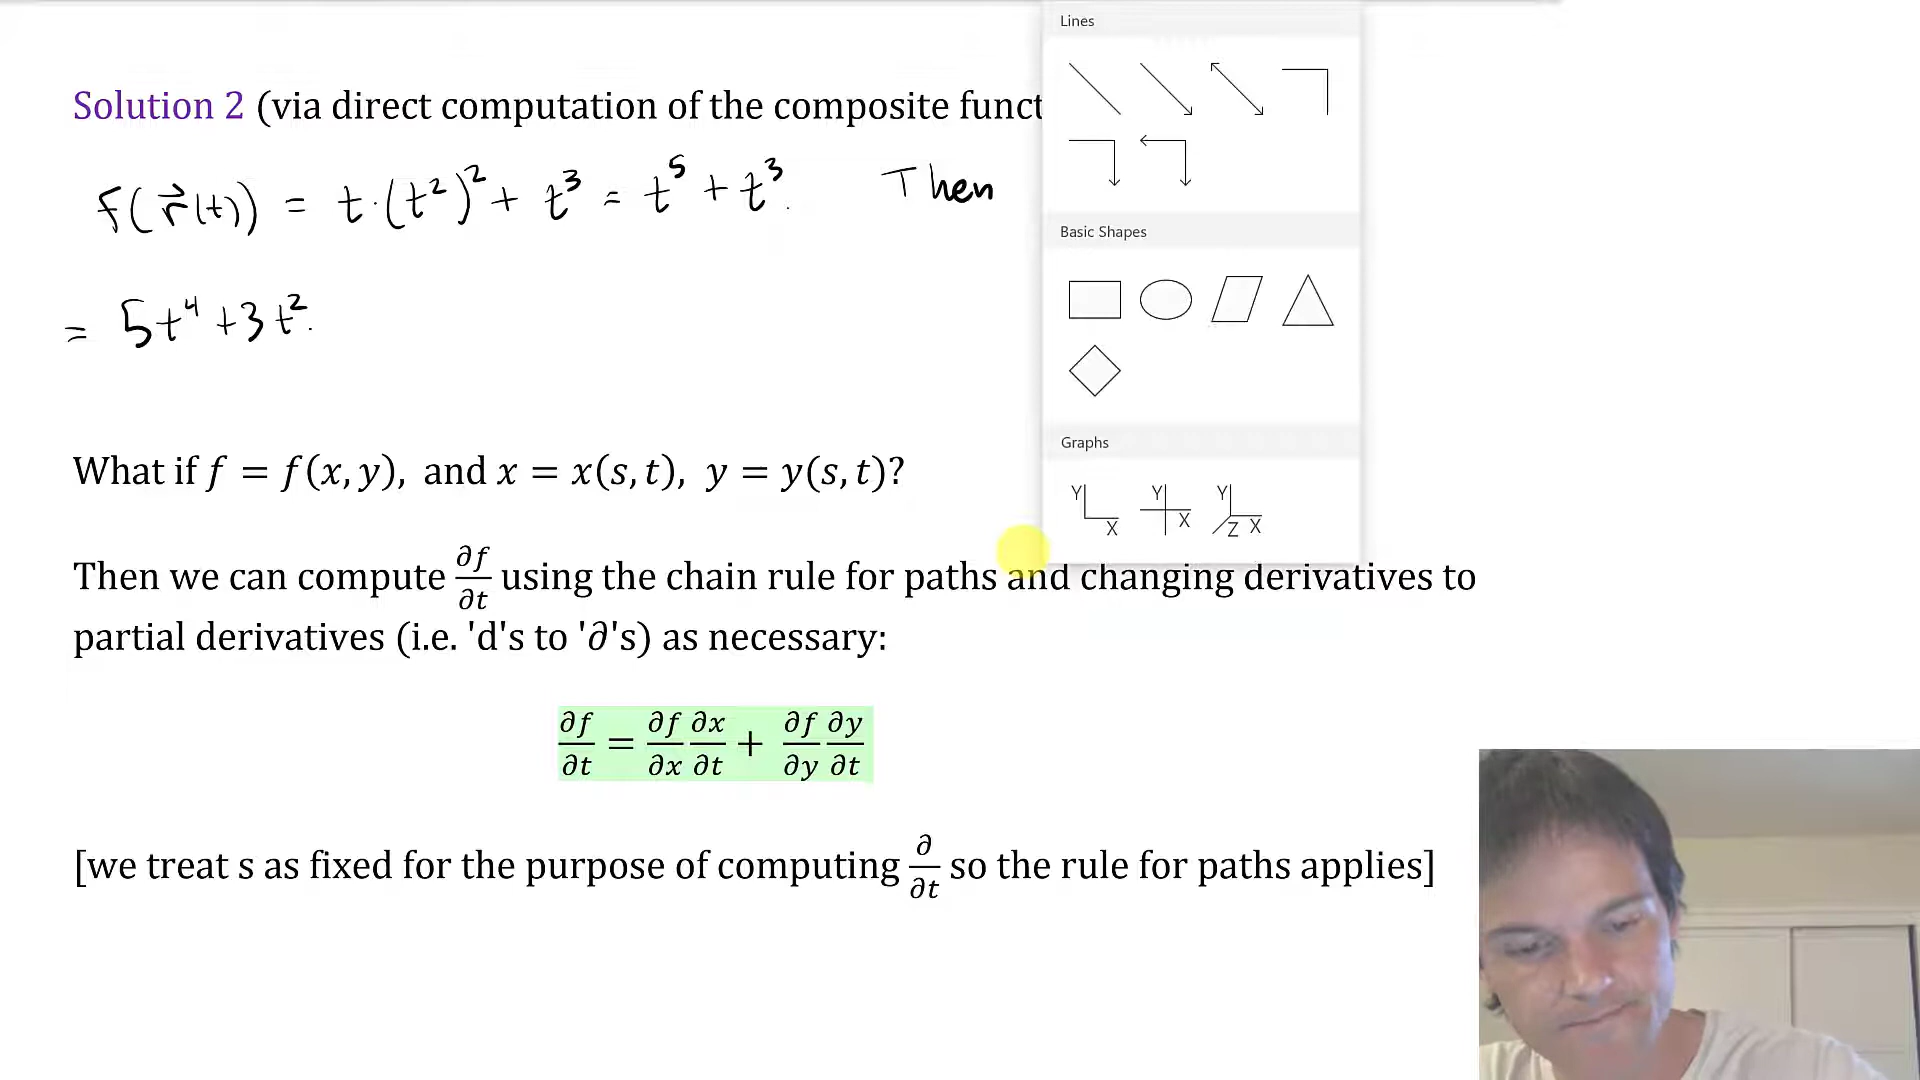 Lines
Solution 2 (via direct computation of the composite funct
f(r⃗(t)) = t·(t²)² + t³ = t⁵ + t³. Then
Basic Shapes
= 5t⁴ + 3t².
Graphs
What if f = f(x, y), and x = x(s, t), y = y(s, t)?
Y X Y X Y Z X
Then we can compute ∂f/∂t using the chain rule for paths and changing derivatives to
partial derivatives (i.e. 'd's to '∂'s) as necessary:
∂f/∂t = ∂f/∂x ∂x/∂t + ∂f/∂y ∂y/∂t
[we treat s as fixed for the purpose of computing ∂/∂t so the rule for paths applies]